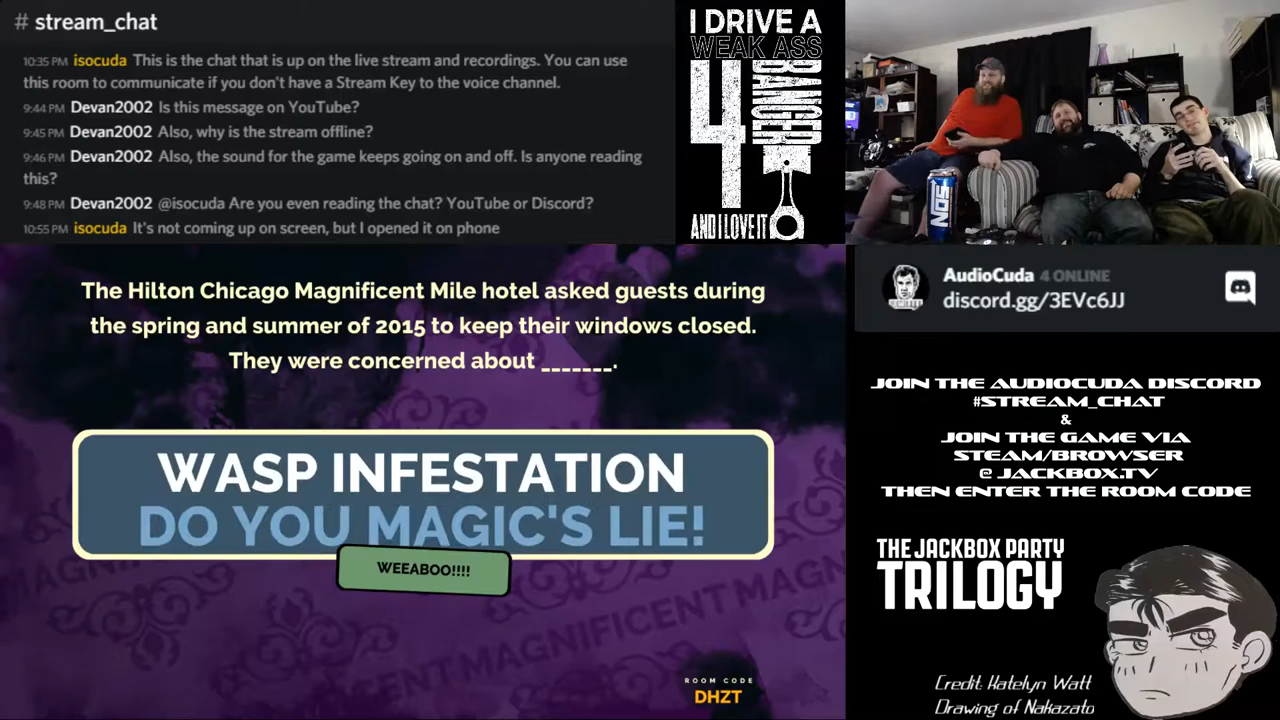 # stream_chat
10:35 PM isocuda This is the chat that is up on the live stream and recordings. You can use
this room to communicate if you don't have a Steam Key to the voice channel.
9:44 PM Devan2002 Is this message on YouTube?
9:45 PM Devan2002 Also, why is the stream offline?
9:46 PM Devan2002 Also, the sound for the game keeps going on and off. Is anyone reading
this?
9:48 PM Devan2002 @isocuda Are you even reading the chat? YouTube or Discord?
10:55 PM isocuda It's not coming up on screen, but I opened it on phone
I DRIVE A
WEAK ASS
4
BANGER
AND I LOVE IT
NOS
The Hilton Chicago Magnificent Mile hotel asked guests during
the spring and summer of 2015 to keep their windows closed.
They were concerned about _______.
WASP INFESTATION
DO YOU MAGIC'S LIE!
WEEABOO!!!!
MAGNIFICENT MAGN
ROOM CODE
DHZT
AudioCuda 4 ONLINE
discord.gg/3EVc6JJ
JOIN THE AUDIOCUDA DISCORD
#STREAM_CHAT
&
JOIN THE GAME VIA
STEAM/BROWSER
@ JACKBOX.TV
THEN ENTER THE ROOM CODE
THE JACKBOX PARTY
TRILOGY
Credit: Katelyn Watt
Drawing of Nakazato